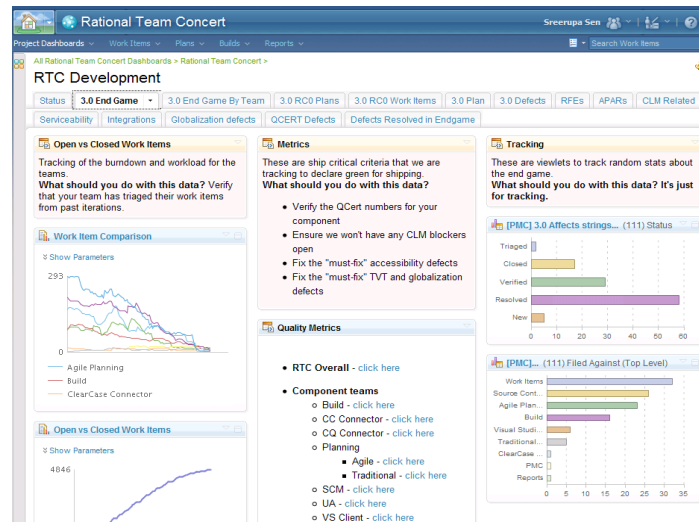 Rational Team Concert
Sreerupa Sen
Project Dashboards Work Items Plans Builds Reports
Search Work Items
All Rational Team Concert Dashboards > Rational Team Concert >
RTC Development
Status 3.0 End Game 3.0 End Game By Team 3.0 RC0 Plans 3.0 RC0 Work Items 3.0 Plan 3.0 Defects RFEs APARs CLM Related
Serviceability Integrations Globalization defects QCERT Defects Defects Resolved in Endgame
Open vs Closed Work Items
Tracking of the burndown and workload for the
teams.
What should you do with this data? Verify
that your team has triaged their work items
from past iterations.
Work Item Comparison
Show Parameters
293
0
Agile Planning
Build
ClearCase Connector
Open vs Closed Work Items
Show Parameters
4846
Metrics
These are ship critical criteria that we are
tracking to declare green for shipping.
What should you do with this data?
• Verify the QCert numbers for your
component
• Ensure we won't have any CLM blockers
open
• Fix the "must-fix" accessibility defects
• Fix the "must-fix" TVT and globalization
defects
Quality Metrics
• RTC Overall - click here
• Component teams
o Build - click here
o CC Connector - click here
o CQ Connector - click here
o Planning
▪ Agile - click here
▪ Traditional - click here
o SCM - click here
o UA - click here
o VS Client - click here
Tracking
These are viewlets to track random stats about
the end game.
What should you do with this data? It's just
for tracking.
[PMC] 3.0 Affects strings... (111) Status
Triaged
Closed
Verified
Resolved
New
0 10 20 30 40 50 60
[PMC]... (111) Filed Against (Top Level)
Work Items
Source Cont...
Agile Plan...
Build
Visual Studi...
Traditional...
ClearCase ...
PMC
Reports
0 5 10 15 20 25 30 35